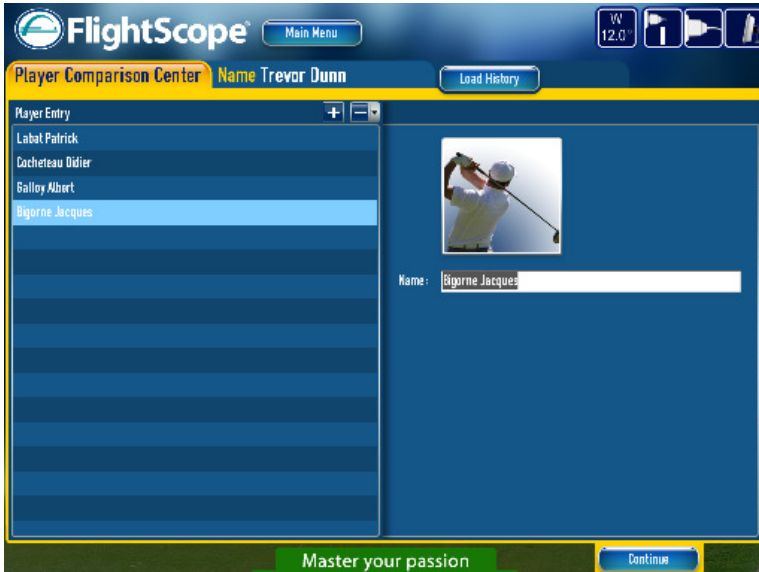 FlightScope® Main Menu W
12.0°
Player Comparison Center Name Trevor Dunn Load History
Player Entry
Labat Patrick
Cocheteau Didier
Galloy Albert
Bigorne Jacques
Name: Bigorne Jacques
Master your passion
Continue